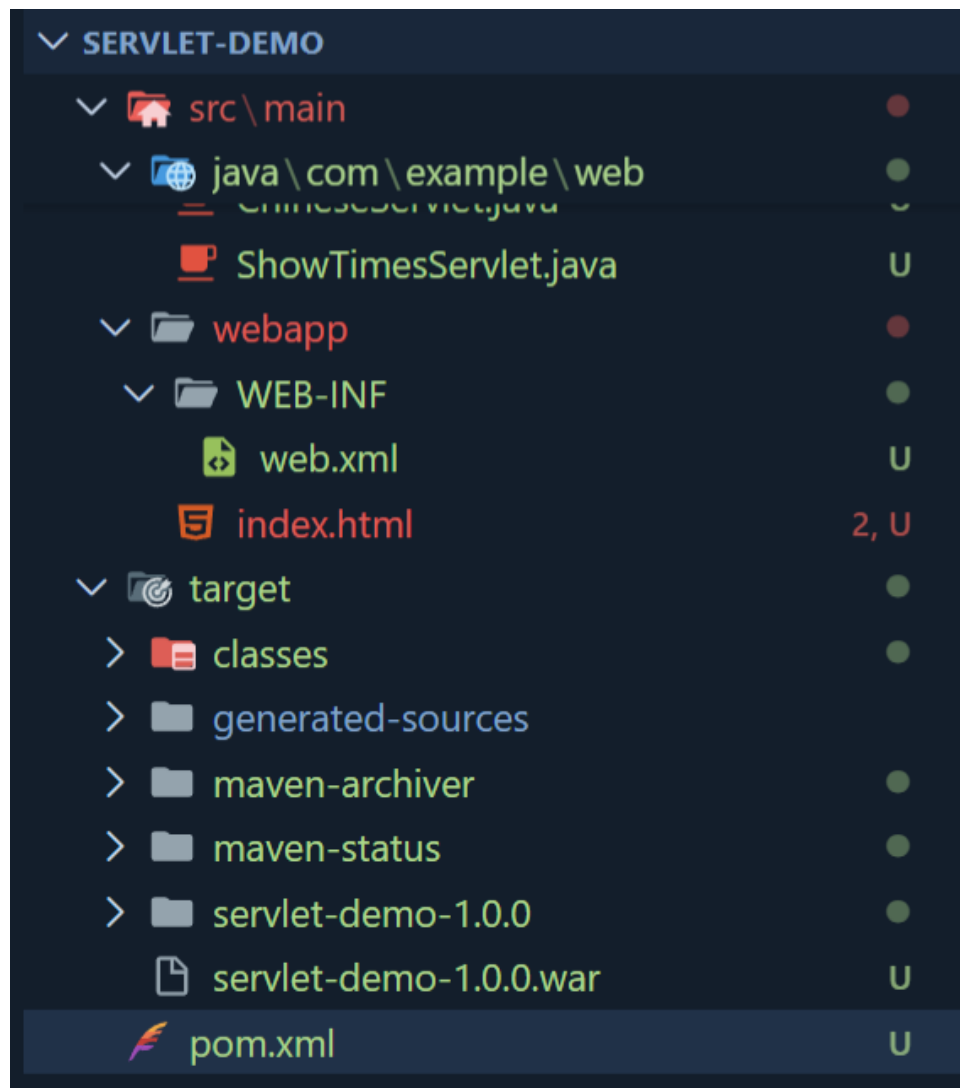 SERVLET-DEMO
src\main
java\com\example\web
ChineseServlet.java U
ShowTimesServlet.java U
webapp
WEB-INF
web.xml U
index.html 2, U
target
classes
generated-sources
maven-archiver
maven-status
servlet-demo-1.0.0
servlet-demo-1.0.0.war U
pom.xml U